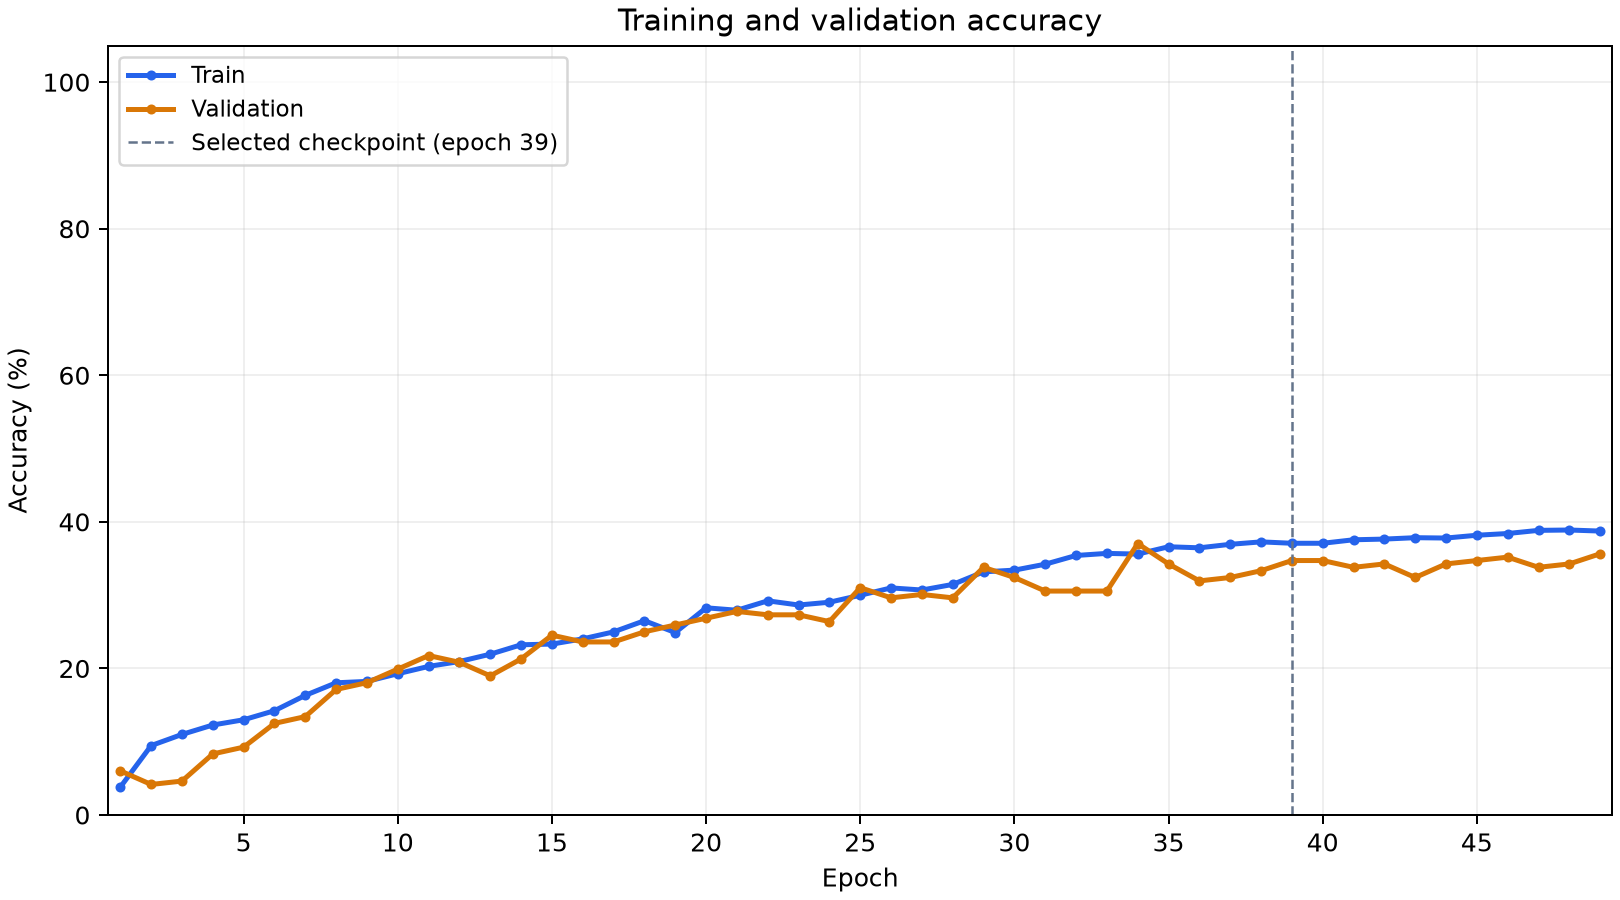 Training and validation accuracy
Train
Validation
Selected checkpoint (epoch 39)
100
80
60
40
20
0
Accuracy (%)
5 10 15 20 25 30 35 40 45
Epoch